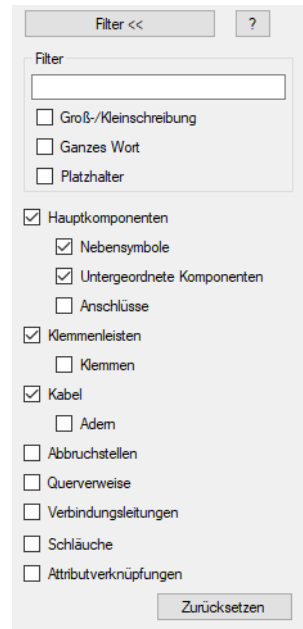 Filter <<
?
Filter
Groß-/Kleinschreibung
Ganzes Wort
Platzhalter
Hauptkomponenten
Nebensymbole
Untergeordnete Komponenten
Anschlüsse
Klemmenleisten
Klemmen
Kabel
Adern
Abbruchstellen
Querverweise
Verbindungsleitungen
Schläuche
Attributverknüpfungen
Zurücksetzen